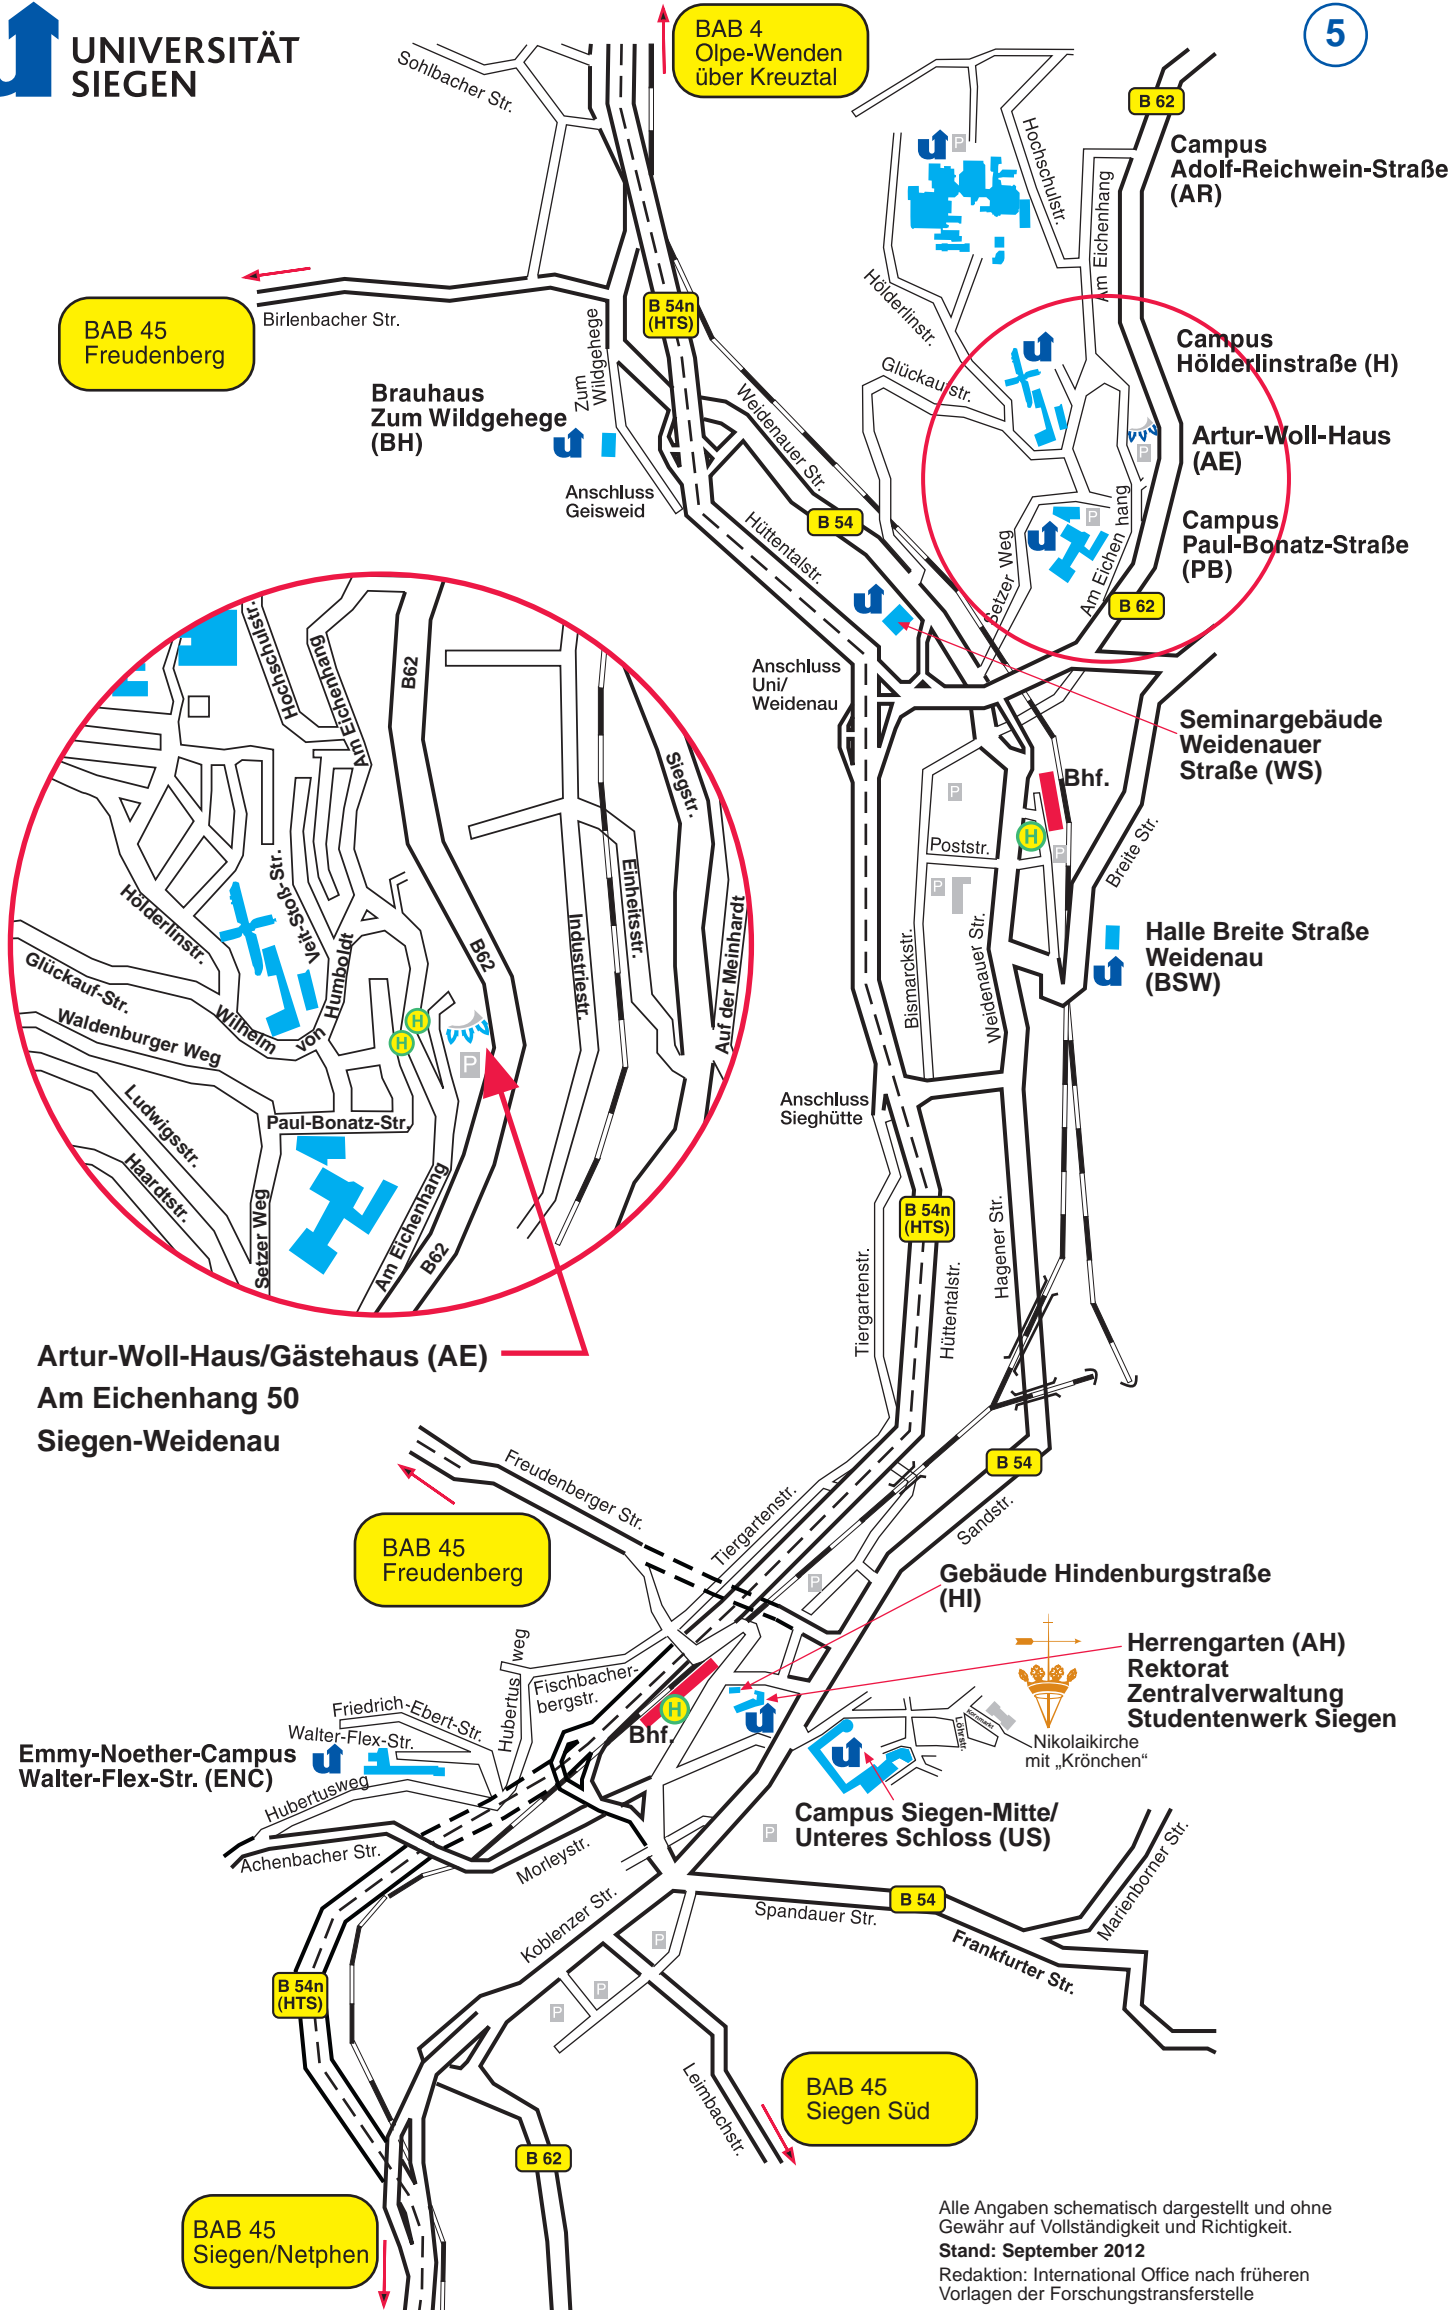 UNIVERSITÄT
SIEGEN
5
BAB 4
Olpe-Wenden
über Kreuztal
Sohlbacher Str.
B 62
Campus
Adolf-Reichwein-Straße
(AR)
P
Hochschulstr.
Am Eichenhang
Hölderlinstr.
BAB 45
Freudenberg
Birlenbacher Str.
B 54n
(HTS)
Zum
Wildgehege
Brauhaus
Zum Wildgehege
(BH)
Anschluss
Geisweid
Weidenauer Str.
Glückaufstr.
Campus
Hölderlinstraße (H)
Artur-Woll-Haus
(AE)
P
Campus
Paul-Bonatz-Straße
(PB)
P
Setzer Weg
Am Eichen hang
B 54
Hüttentalstr.
B 62
Anschluss
Uni/
Weidenau
Seminargebäude
Weidenauer
Straße (WS)
Bhf.
H
P
P
Poststr.
P
Breite Str.
Bismarckstr.
Weidenauer Str.
Halle Breite Straße
Weidenau
(BSW)
Anschluss
Sieghütte
B 54n
(HTS)
Tiergartenstr.
Hüttentalstr.
Hagener Str.
Hochschulstr.
Am Eichenhang
B62
Siegstr.
Einheitsstr.
Industriestr.
Auf der Meinhardt
Hölderlinstr.
Veit-Stoß-Str.
B62
Glückauf-Str.
Waldenburger Weg
Wilhelm
von
Humboldt
H
H
P
Ludwigsstr.
Haardtstr.
Paul-Bonatz-Str.
Setzer Weg
Am Eichenhang
B62
Artur-Woll-Haus/Gästehaus (AE)
Am Eichenhang 50
Siegen-Weidenau
Freudenberger Str.
BAB 45
Freudenberg
Tiergartenstr.
B 54
Sandstr.
P
Gebäude Hindenburgstraße
(HI)
Herrengarten (AH)
Rektorat
Zentralverwaltung
Studentenwerk Siegen
Kornmarkt
Löhrstr.
Nikolaikirche
mit „Krönchen“
Hubertus weg
Fischbacher-
bergstr.
H
Bhf.
Friedrich-Ebert-Str.
Walter-Flex-Str.
Emmy-Noether-Campus
Walter-Flex-Str. (ENC)
Hubertusweg
Achenbacher Str.
Morleystr.
Campus Siegen-Mitte/
Unteres Schloss (US)
P
Koblenzer Str.
Spandauer Str.
B 54
Frankfurter Str.
Marienborner Str.
P
P
P
B 54n
(HTS)
Leimbachstr.
BAB 45
Siegen Süd
B 62
BAB 45
Siegen/Netphen
Alle Angaben schematisch dargestellt und ohne
Gewähr auf Vollständigkeit und Richtigkeit.
Stand: September 2012
Redaktion: International Office nach früheren
Vorlagen der Forschungstransferstelle